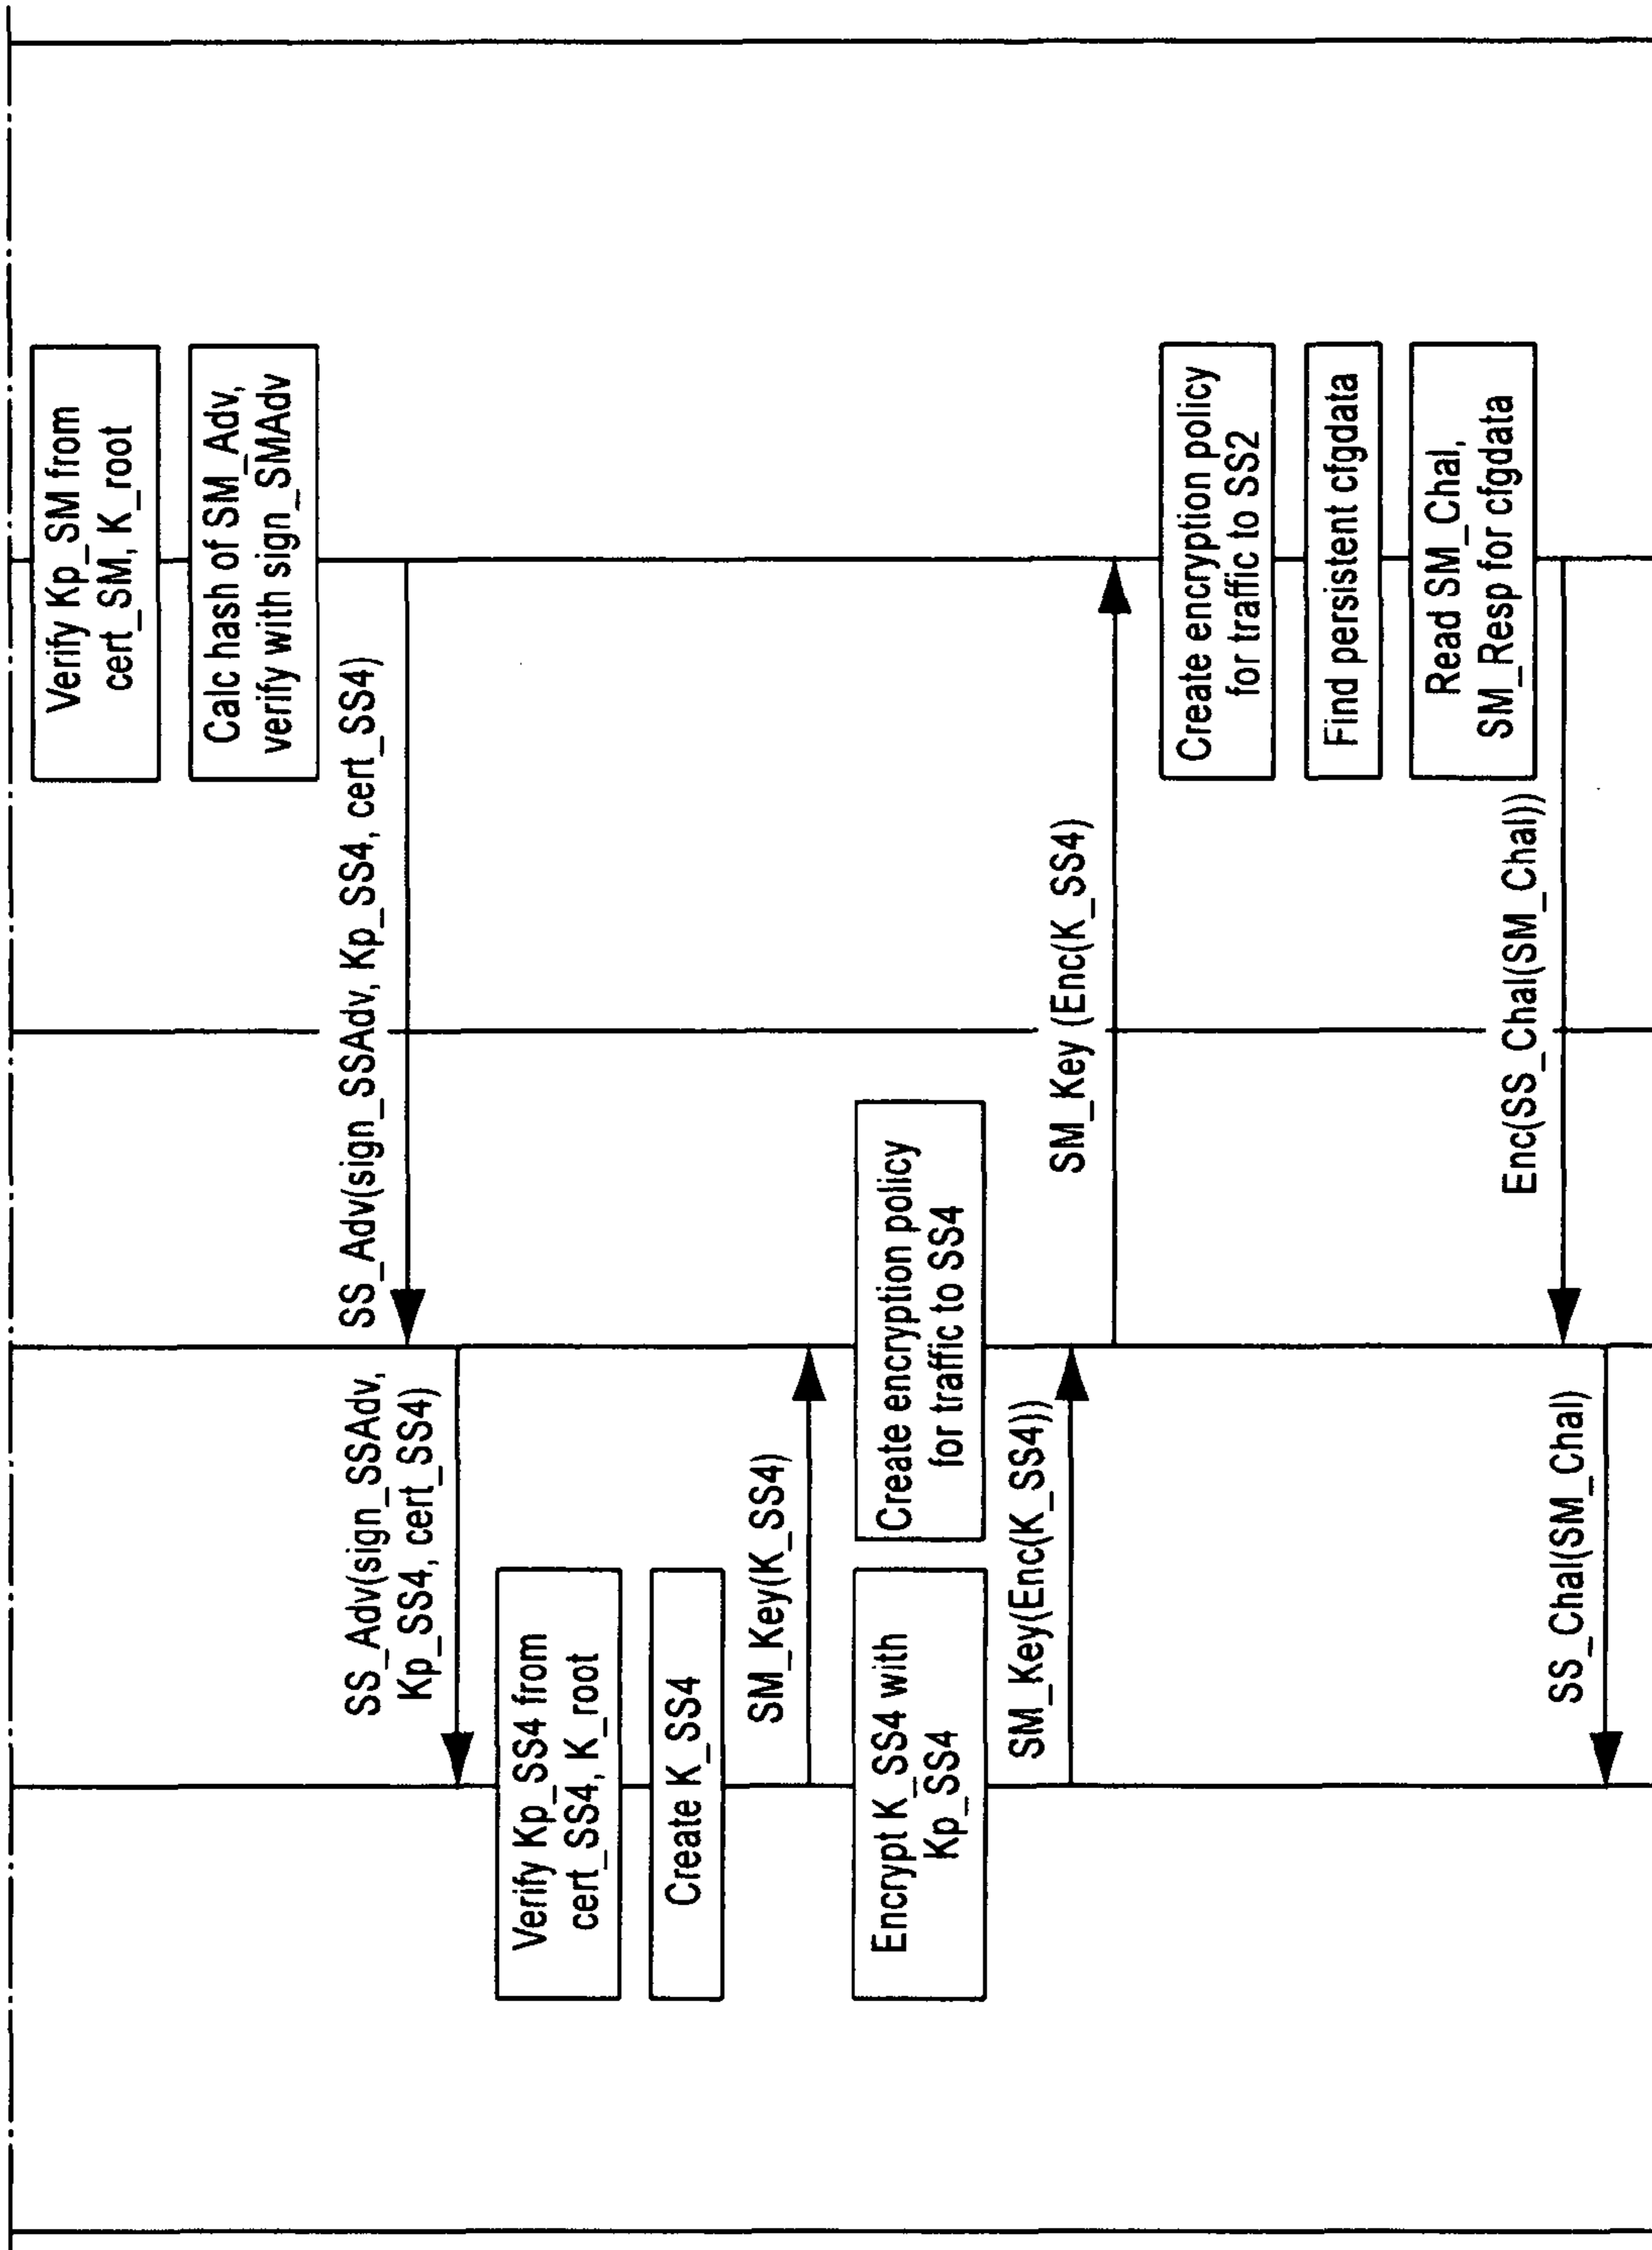 Verify Kp_SM from
cert_SM, K_root
Calc hash of SM_Adv,
verify with sign_SMAdv
SS_Adv(sign_SSAdv, Kp_SS4, cert_SS4)
SS_Adv(sign_SSAdv,
Kp_SS4, cert_SS4)
Verify Kp_SS4 from
cert_SS4, K_root
Create K_SS4
SM_Key(K_SS4)
Encrypt K_SS4 with
Kp_SS4
Create encryption policy
for traffic to SS4
SM_Key(Enc(K_SS4))
SM_Key (Enc(K_SS4)
Create encryption policy
for traffic to SS2
Find persistent cfgdata
Read SM_Chal,
SM_Resp for cfgdata
Enc(SS_Chal(SM_Chal))
SS_Chal(SM_Chal)